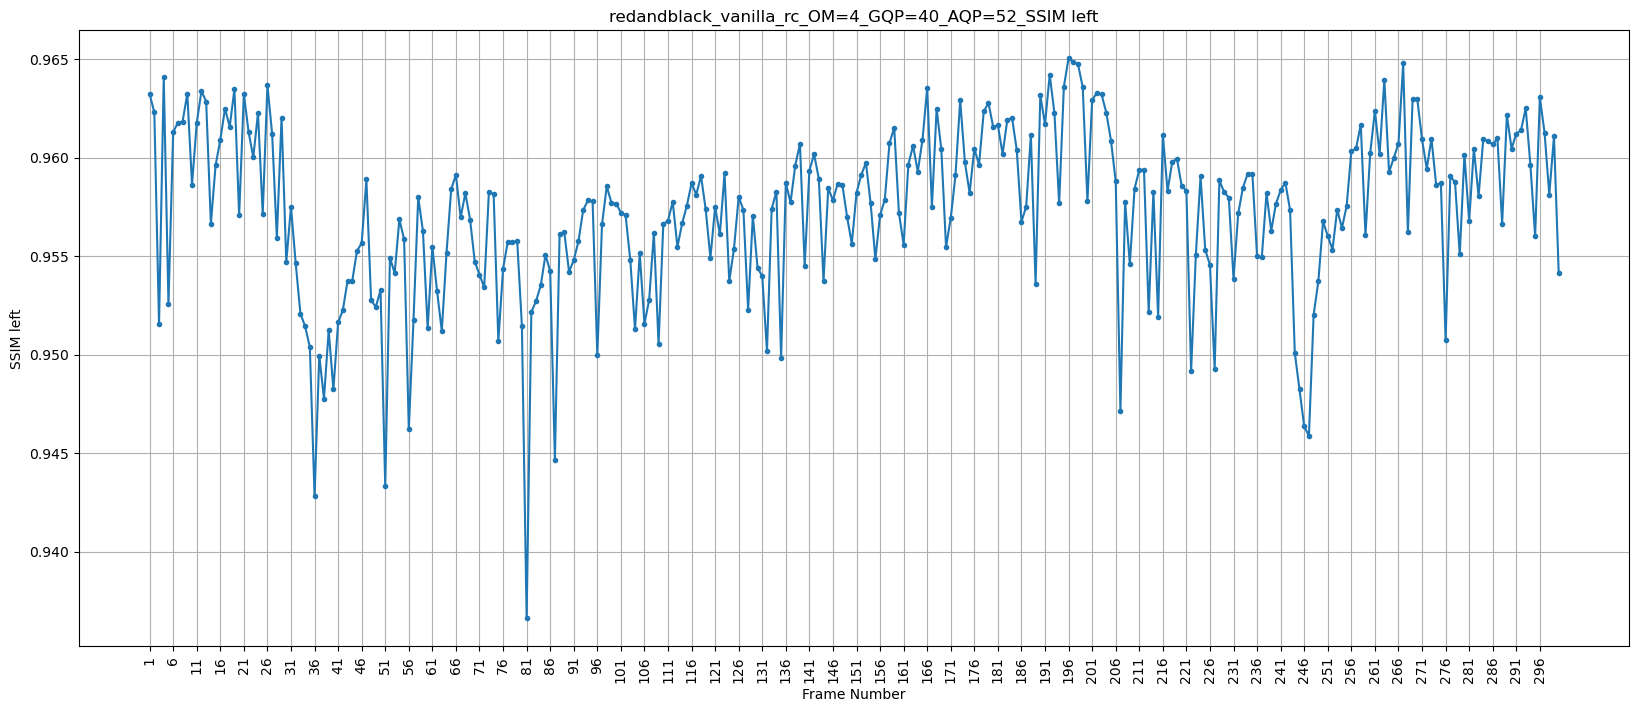 redandblack_vanilla_rc_OM=4_GQP=40_AQP=52_SSIM left
SSIM left
0.965
0.960
0.955
0.950
0.945
0.940
1 6 11 16 21 26 31 36 41 46 51 56 61 66 71 76 81 86 91 96 101 106 111 116 121 126 131 136 141 146 151 156 161 166 171 176 181 186 191 196 201 206 211 216 221 226 231 236 241 246 251 256 261 266 271 276 281 286 291 296
Frame Number